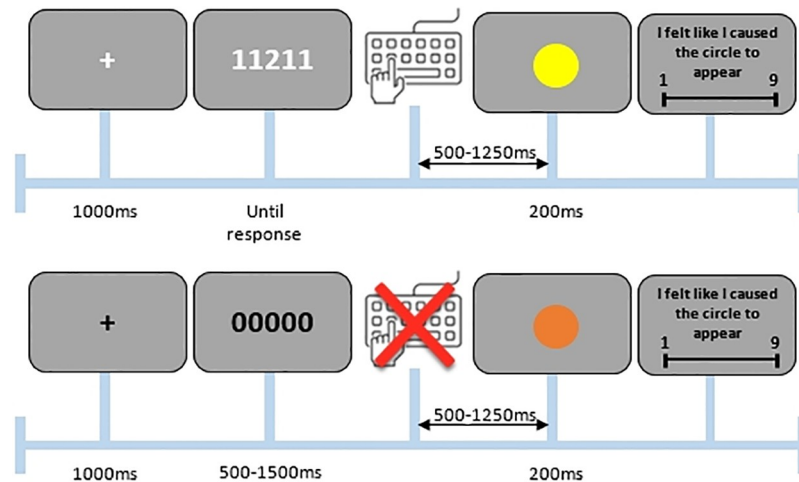 +
11211
I felt like I caused
the circle to
appear
1 9
500-1250ms
1000ms
Until
response
200ms
+
00000
I felt like I caused
the circle to
appear
1 9
500-1250ms
1000ms
500-1500ms
200ms